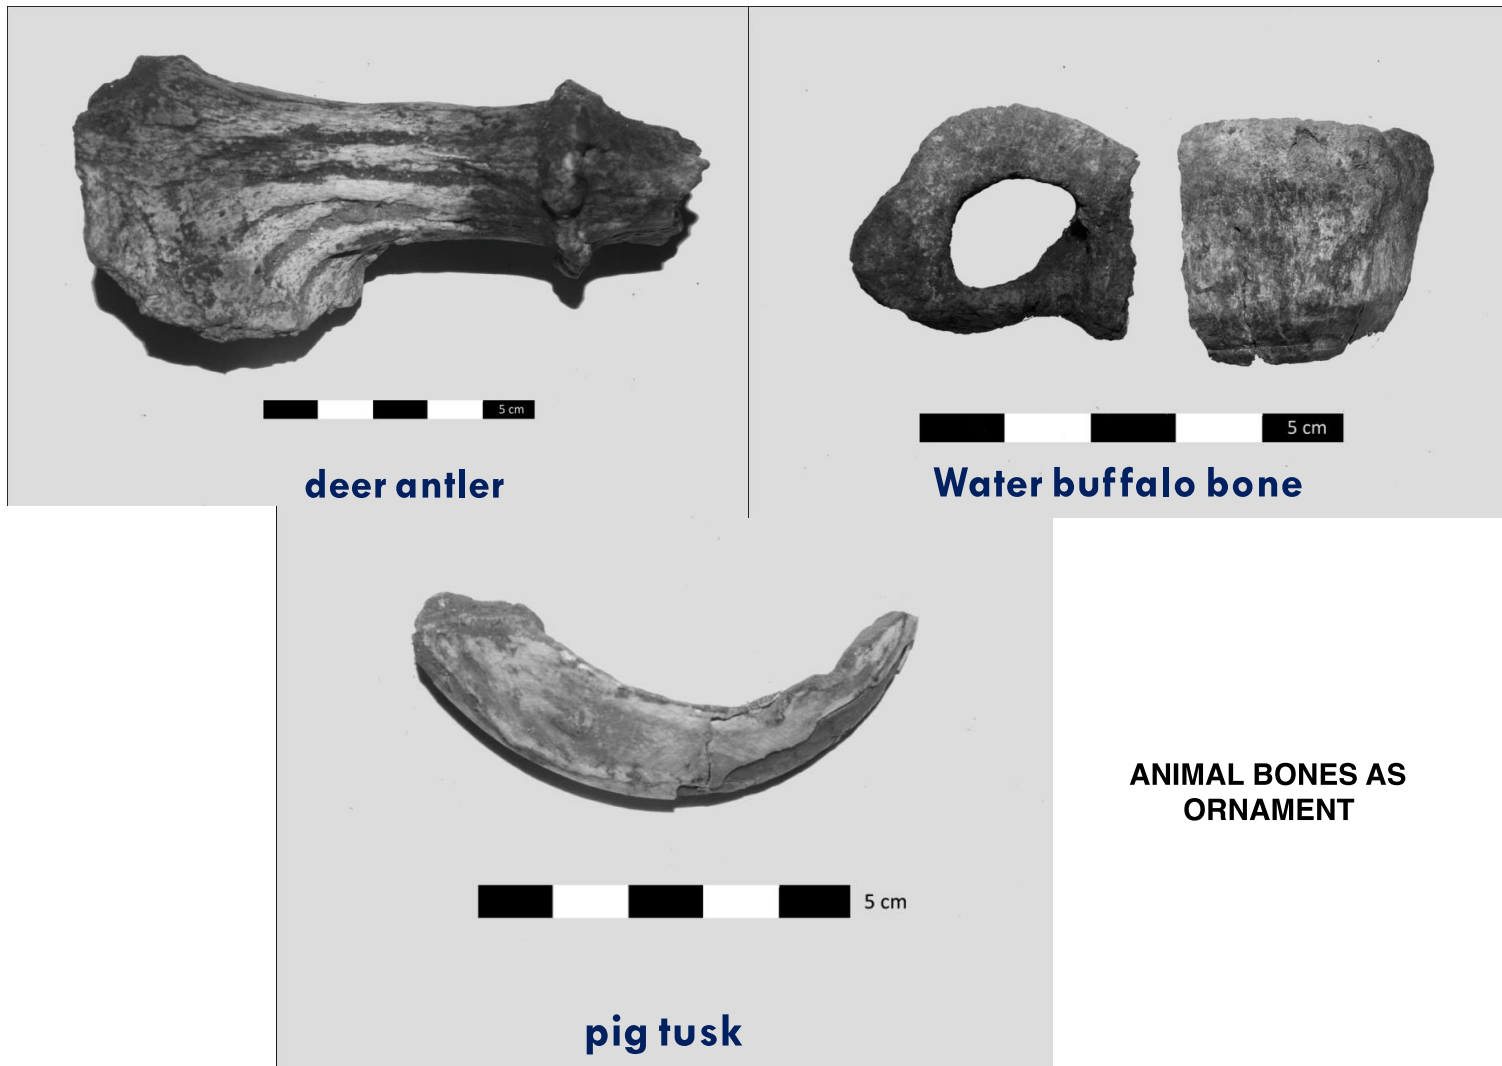 5 cm
deer antler
5 cm
Water buffalo bone
5 cm
pig tusk
ANIMAL BONES AS
ORNAMENT